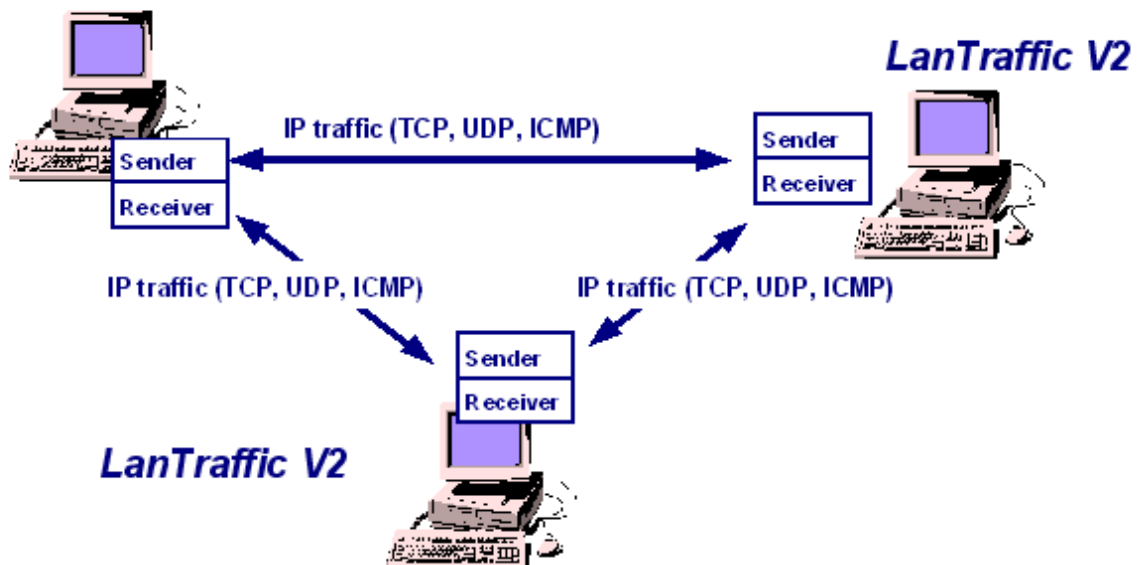 LanTraffic V2
IP traffic (TCP, UDP, ICMP)
Sender
Receiver
Sender
Receiver
IP traffic (TCP, UDP, ICMP)
IP traffic (TCP, UDP, ICMP)
Sender
Receiver
LanTraffic V2